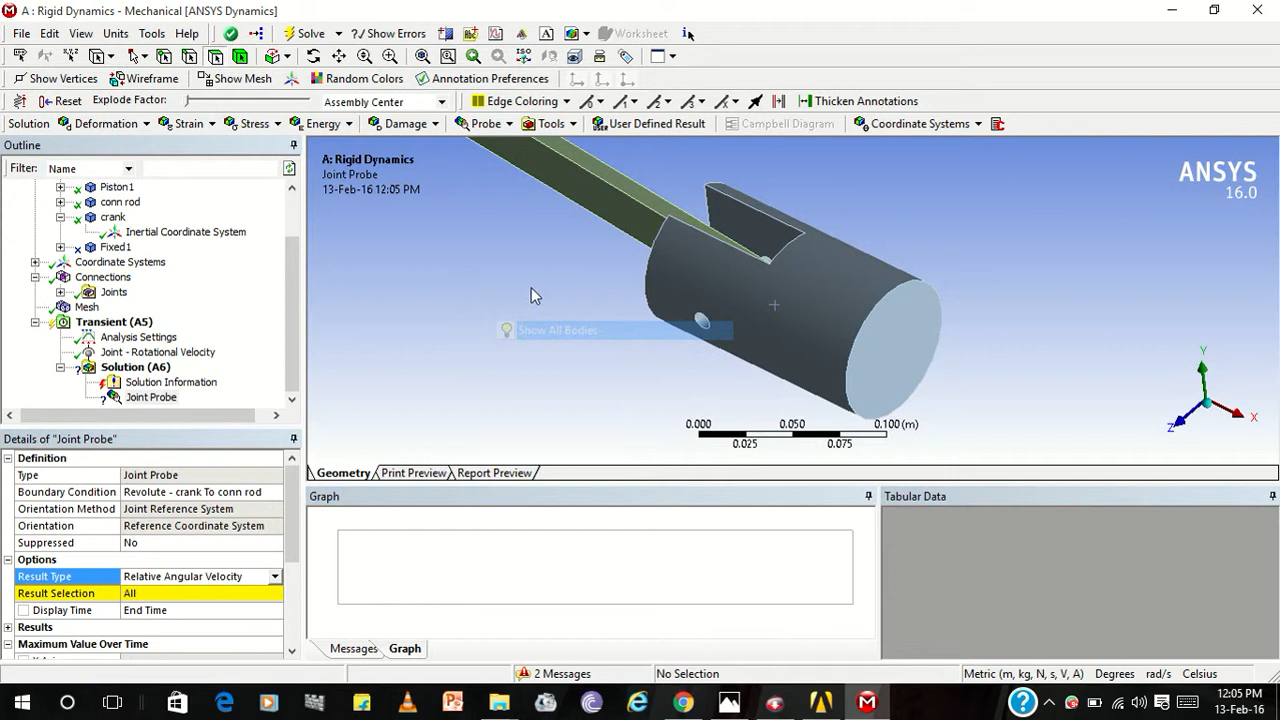 A : Rigid Dynamics - Mechanical [ANSYS Dynamics]
File Edit View Units Tools Help Solve Show Errors Worksheet
Show Vertices Wireframe Show Mesh Random Colors Annotation Preferences
Reset Explode Factor: Assembly Center Edge Coloring Thicken Annotations
Solution Deformation Strain Stress Energy Damage Probe Tools User Defined Result Campbell Diagram Coordinate Systems
Outline
Filter: Name
Piston1
conn rod
crank
Inertial Coordinate System
Fixed1
Coordinate Systems
Connections
Joints
Mesh
Transient (A5)
Analysis Settings
Joint - Rotational Velocity
Solution (A6)
Solution Information
Joint Probe
Details of "Joint Probe"
Definition
Type Joint Probe
Boundary Condition Revolute - crank To conn rod
Orientation Method Joint Reference System
Orientation Reference Coordinate System
Suppressed No
Options
Result Type Relative Angular Velocity
Result Selection All
Display Time End Time
Results
Maximum Value Over Time
A: Rigid Dynamics
Joint Probe
13-Feb-16 12:05 PM
ANSYS
16.0
Show All Bodies
Y
X
Z
0.000 0.050 0.100 (m)
0.025 0.075
Geometry Print Preview Report Preview
Graph
Tabular Data
Messages Graph
2 Messages No Selection Metric (m, kg, N, s, V, A) Degrees rad/s Celsius
12:05 PM
13-Feb-16